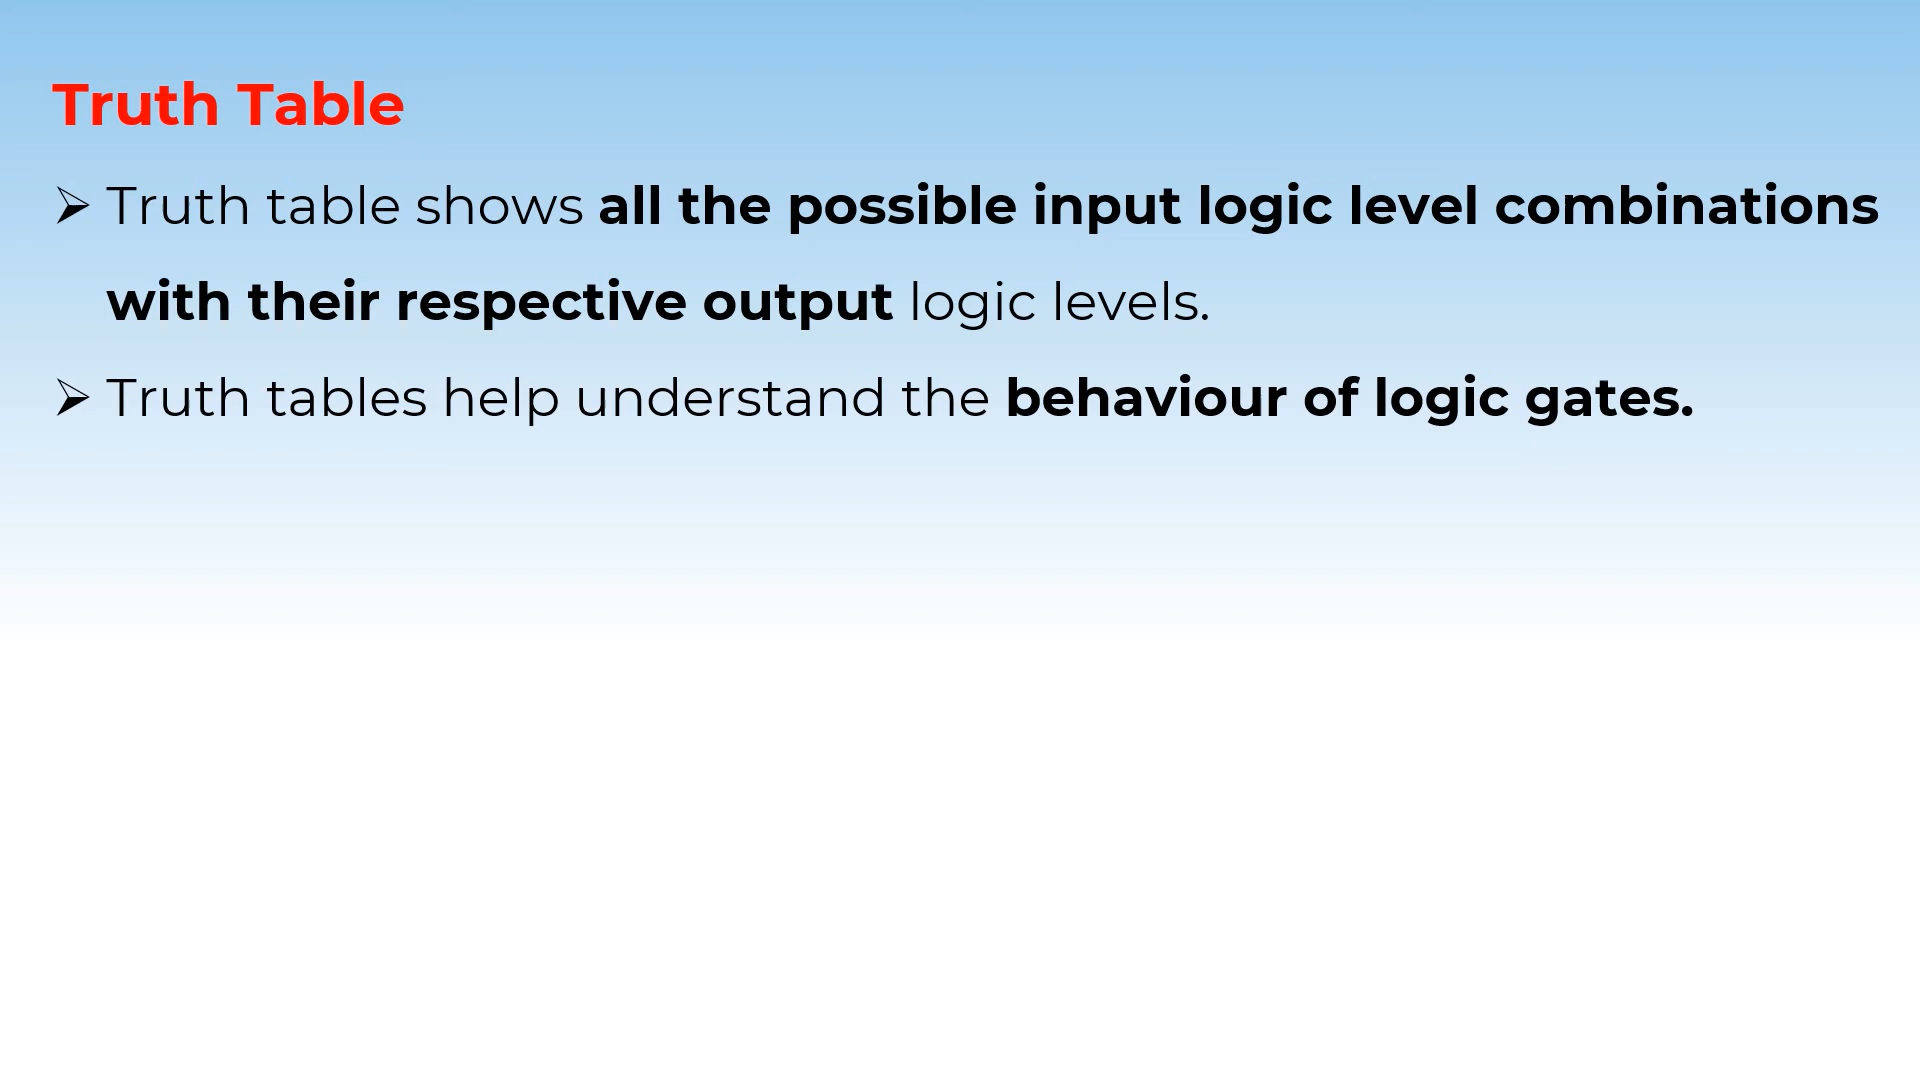 Truth Table
➢ Truth table shows all the possible input logic level combinations
with their respective output logic levels.
➢ Truth tables help understand the behaviour of logic gates.